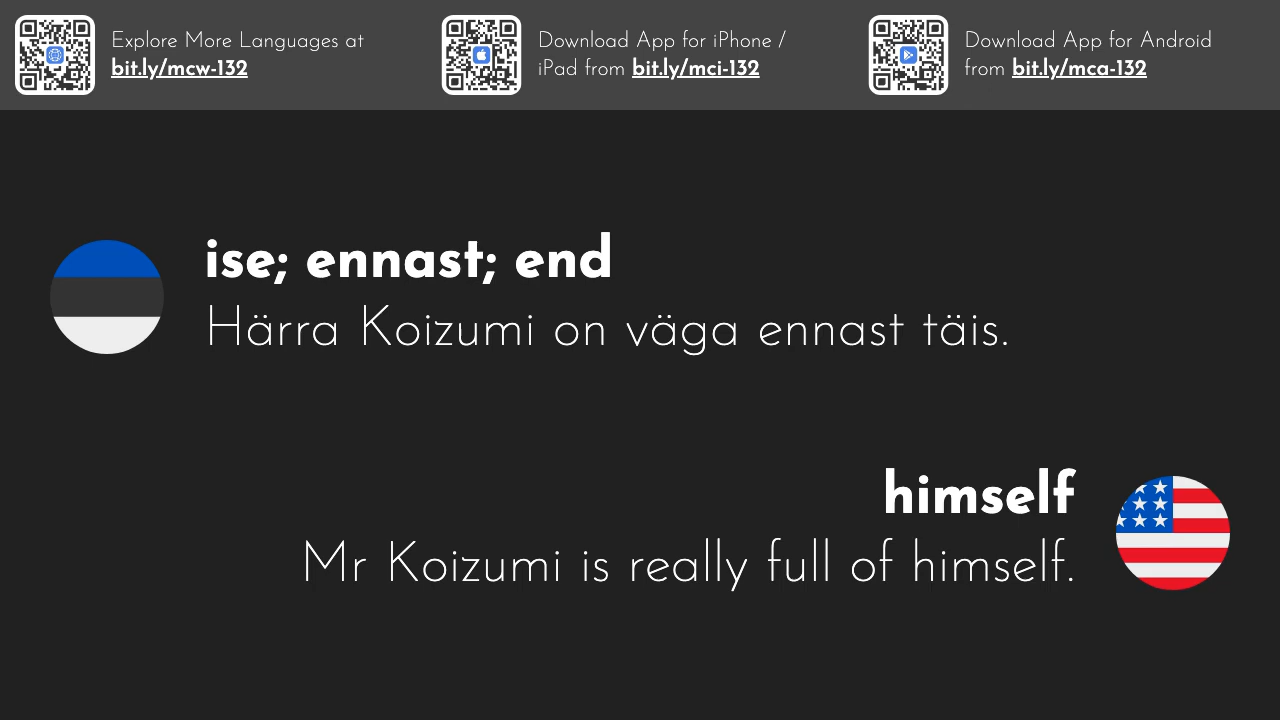 Explore More Languages at
bit.ly/mcw-132
Download App for iPhone /
iPad from bit.ly/mci-132
Download App for Android
from bit.ly/mca-132
ise; ennast; end
Härra Koizumi on väga ennast täis.
himself
Mr Koizumi is really full of himself.